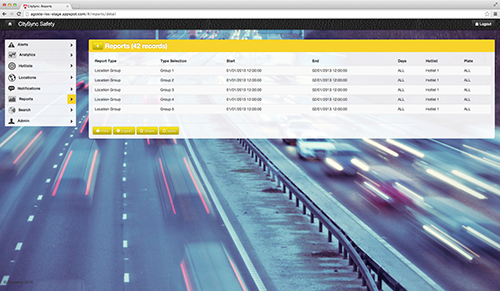 CitySync Reports
CitySync Safety
Logout
Alerts
Analytics
Hotlists
Locations
Notifications
Reports
Search
Admin
Reports (42 records)
Report Type Type Selection Start End Days Hotlist Plate
Location Group Group 1 01/01/2013 12:00:00 02/01/2013 12:00:00 ALL Hotlist 1 ALL
Location Group Group 2 01/01/2013 12:00:00 02/01/2013 12:00:00 ALL Hotlist 1 ALL
Location Group Group 3 01/01/2013 12:00:00 02/01/2013 12:00:00 ALL Hotlist 1 ALL
Location Group Group 4 01/01/2013 12:00:00 02/01/2013 12:00:00 ALL Hotlist 1 ALL
Location Group Group 5 01/01/2013 12:00:00 02/01/2013 12:00:00 ALL Hotlist 1 ALL